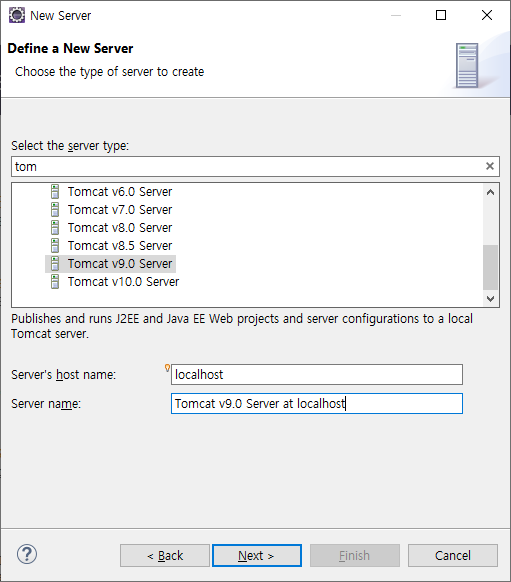 New Server
Define a New Server
Choose the type of server to create
Select the server type:
tom
Tomcat v6.0 Server
Tomcat v7.0 Server
Tomcat v8.0 Server
Tomcat v8.5 Server
Tomcat v9.0 Server
Tomcat v10.0 Server
Publishes and runs J2EE and Java EE Web projects and server configurations to a local
Tomcat server.
Server's host name: localhost
Server name: Tomcat v9.0 Server at localhost
? < Back Next > Finish Cancel